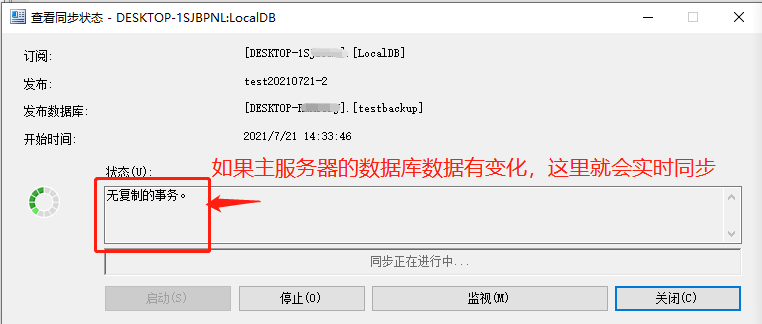 查看同步状态 - DESKTOP-1SJBPNL:LocalDB
订阅: [DESKTOP-1Sj].[LocalDB]
发布: test20210721-2
发布数据库: [DESKTOP-].[testbackup]
开始时间: 2021/7/21 14:33:46
状态(U): 如果主服务器的数据库数据有变化，这里就会实时同步
无复制的事务。
同步正在进行中...
启动(S) 停止(O) 监视(M) 关闭(C)